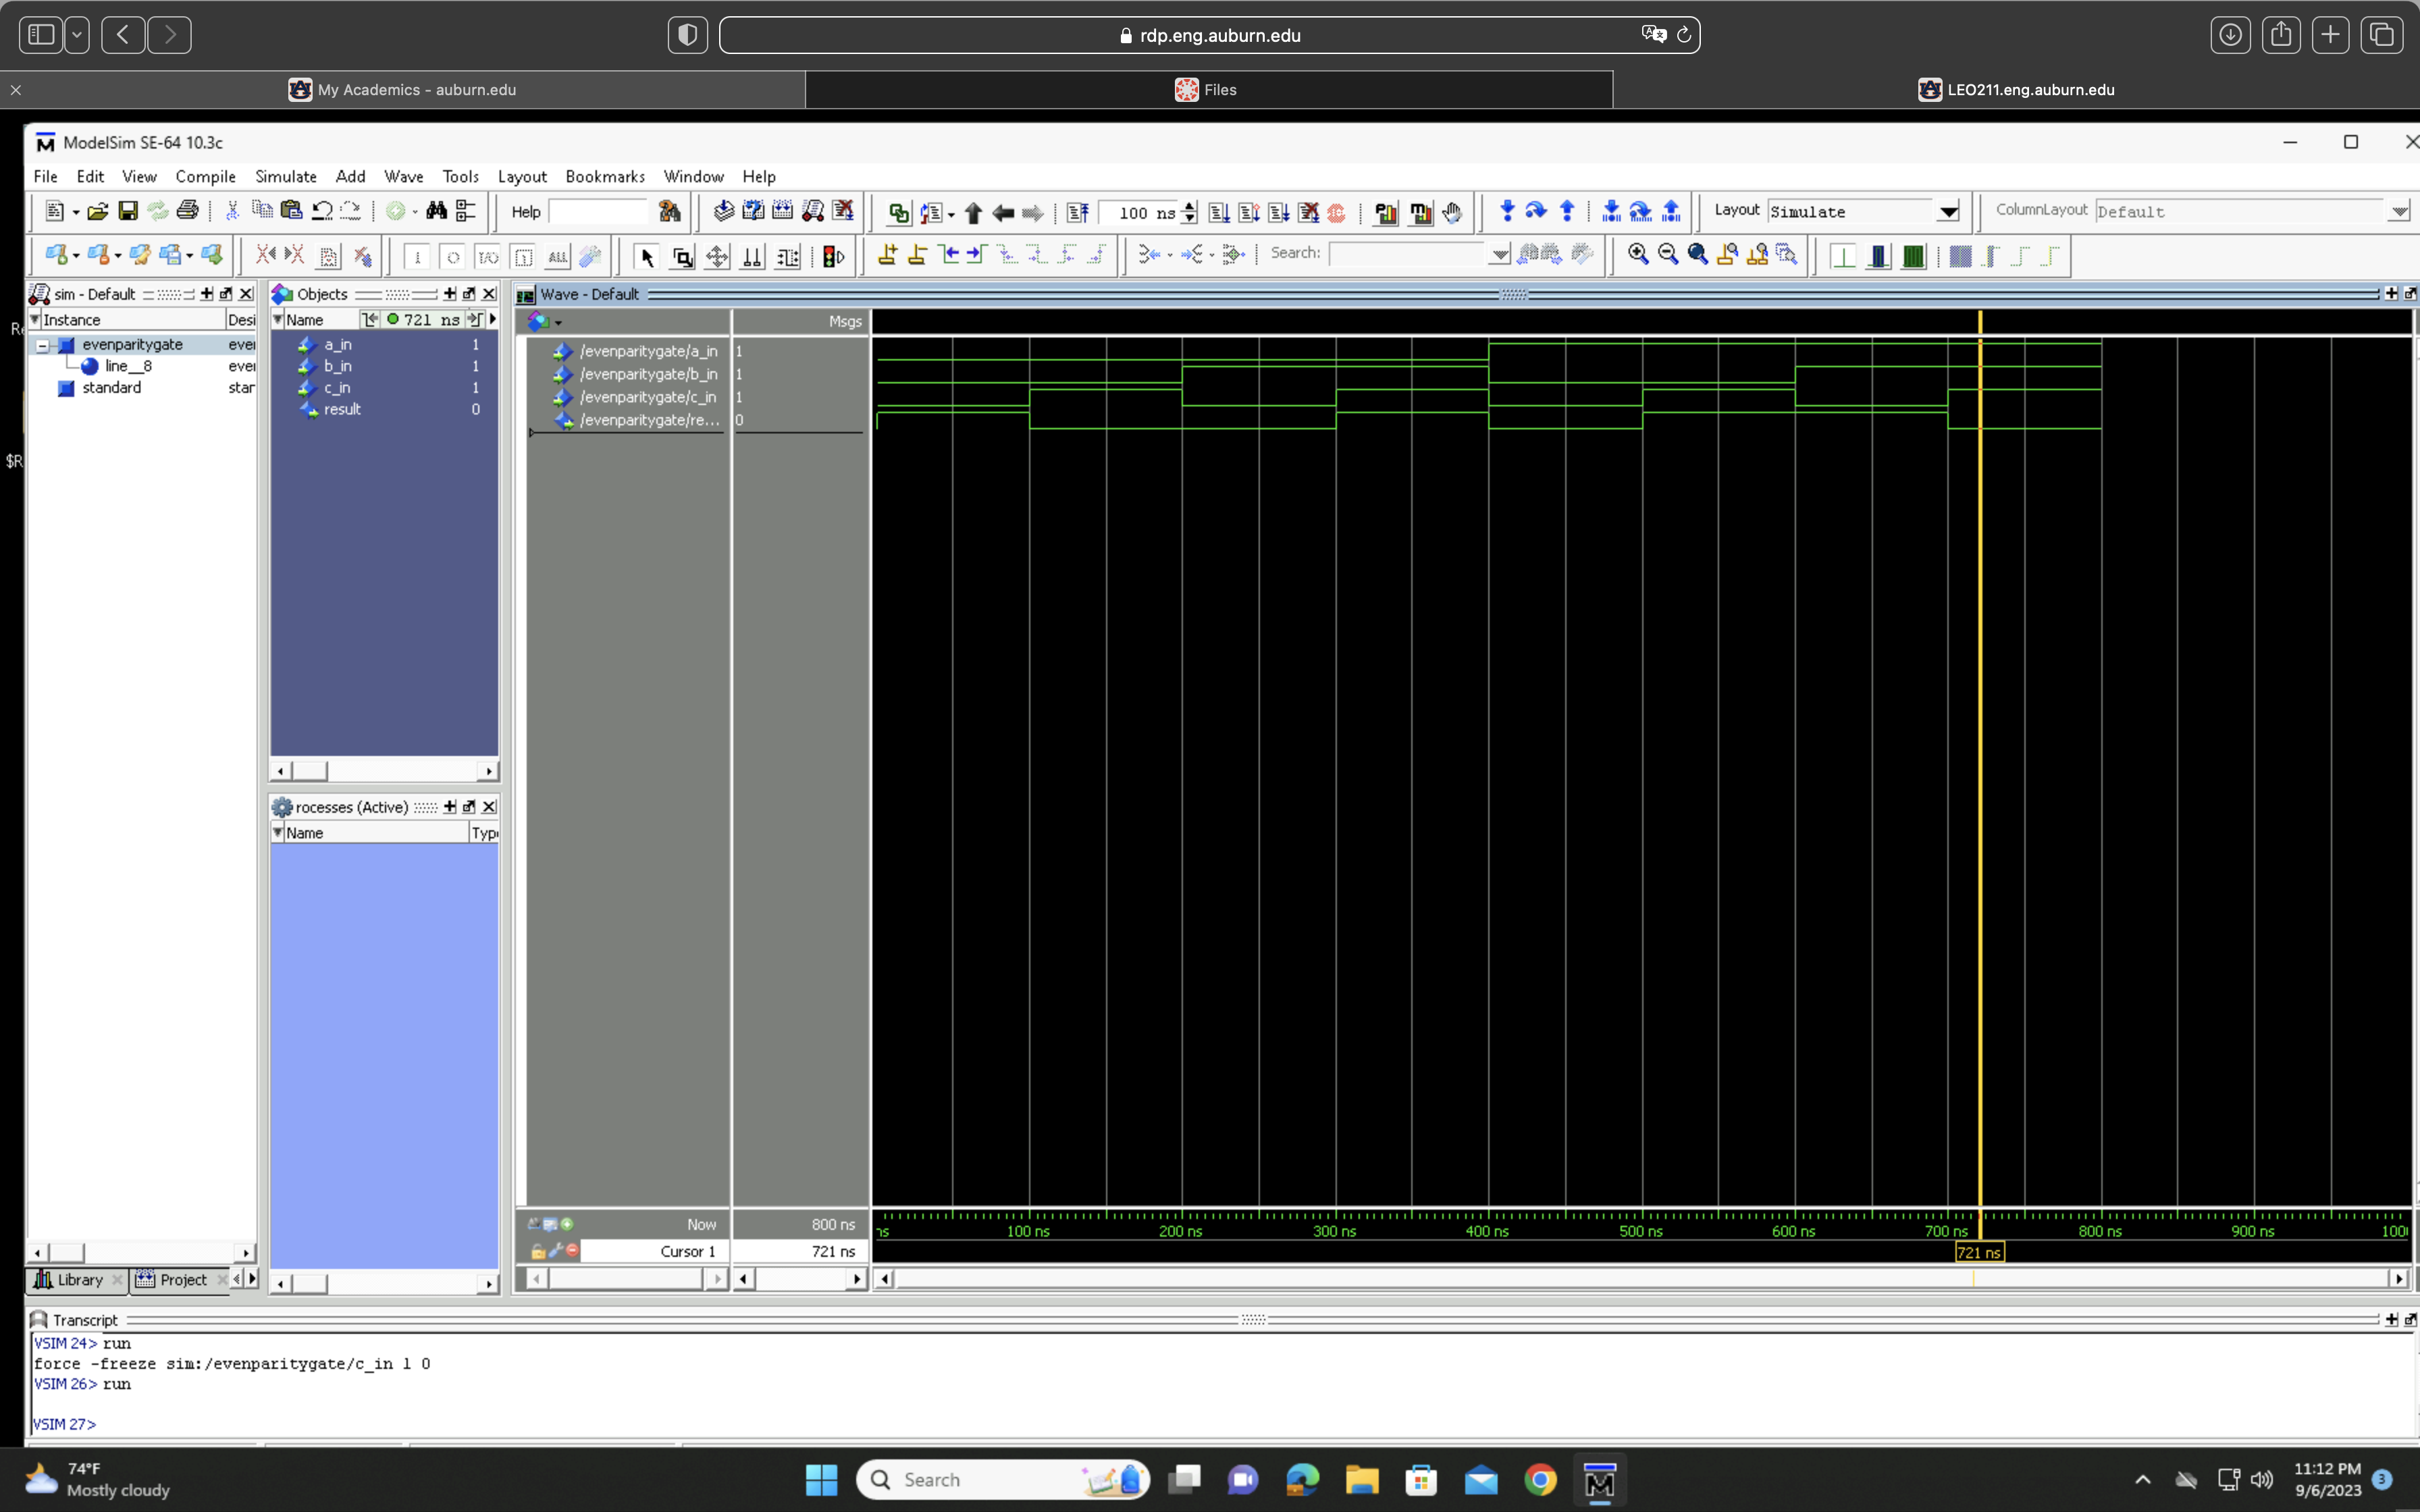 rdp.eng.auburn.edu
My Academics - auburn.edu
Files
LEO211.eng.auburn.edu
ModelSim SE-64 10.3c
File Edit View Compile Simulate Add Wave Tools Layout Bookmarks Window Help
Help
100 ns
Layout Simulate
ColumnLayout Default
ALL
Search:
sim - Default
Instance Desi
evenparitygate ever
line__8 ever
standard star
Objects
Name 721 ns
a_in 1
b_in 1
c_in 1
result 0
rocesses (Active)
Name Typ
Wave - Default
Msgs
/evenparitygate/a_in 1
/evenparitygate/b_in 1
/evenparitygate/c_in 1
/evenparitygate/re... 0
Now 800 ns
ns 100 ns 200 ns 300 ns 400 ns 500 ns 600 ns 700 ns 800 ns 900 ns 100
Cursor 1 721 ns
721 ns
Library
Project
Transcript
VSIM 24> run
force -freeze sim:/evenparitygate/c_in 1 0
VSIM 26> run
VSIM 27>
Re
$R
74°F
Mostly cloudy
Search
11:12 PM
9/6/2023
3